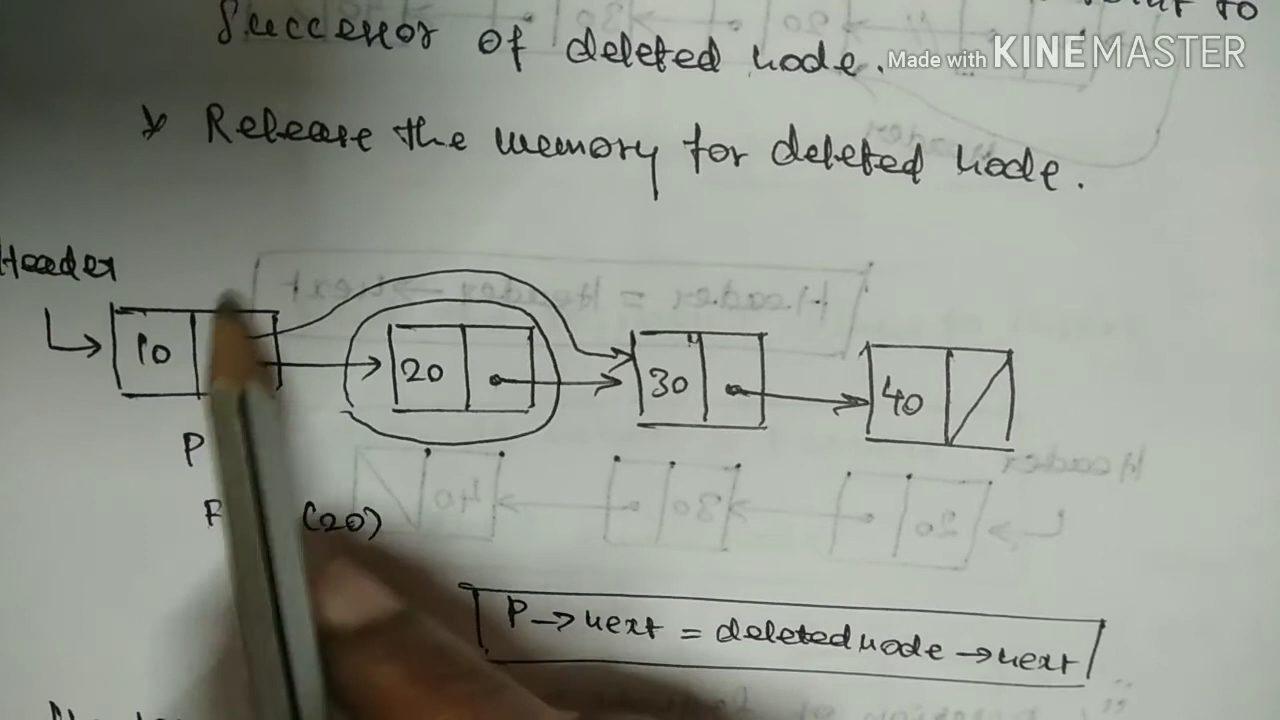 to
Successor of deleted node.
Made with KINEMASTER
* Release the memory for deleted node.
Header
10 20 30 40
P
(20)
P→next = deletednode→next